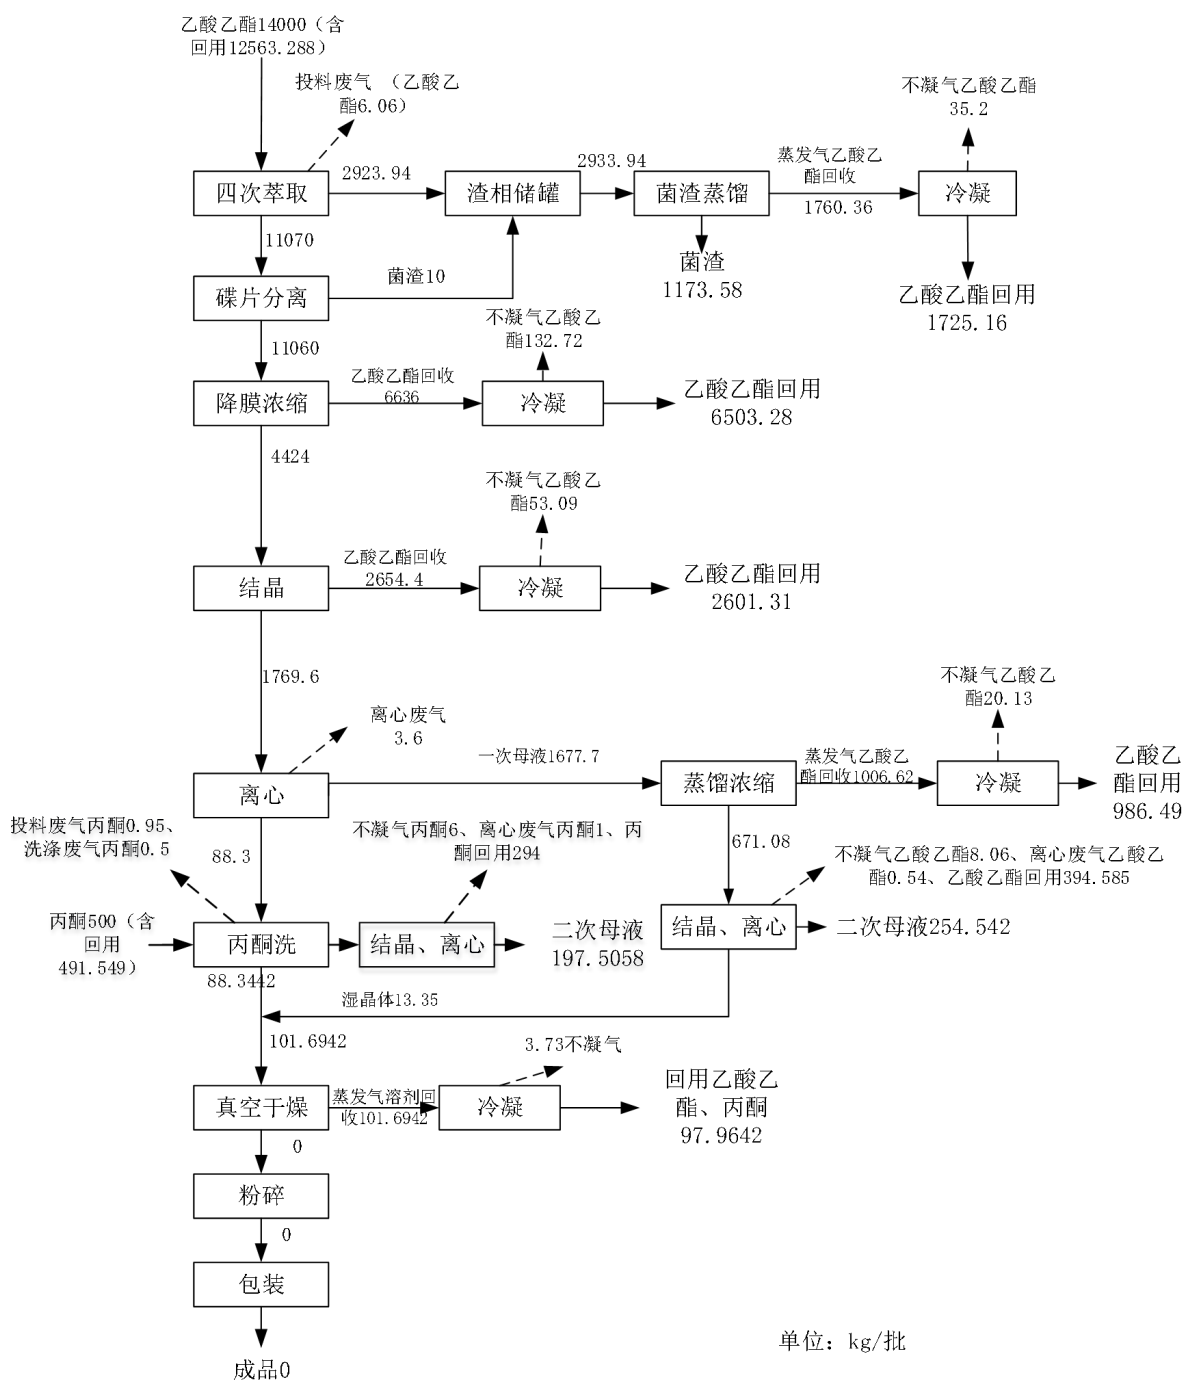 乙酸乙酯14000（含
回用12563.288）
投料废气 （乙酸乙
酯6.06）
不凝气乙酸乙酯
35.2
四次萃取
2923.94
渣相储罐
2933.94
菌渣蒸馏
蒸发气乙酸乙
酯回收
1760.36
冷凝
11070
菌渣
1173.58
乙酸乙酯回用
1725.16
碟片分离
菌渣10
11060
不凝气乙酸乙
酯132.72
降膜浓缩
乙酸乙酯回收
6636
冷凝
乙酸乙酯回用
6503.28
4424
不凝气乙酸乙
酯53.09
结晶
乙酸乙酯回收
2654.4
冷凝
乙酸乙酯回用
2601.31
1769.6
离心废气
3.6
不凝气乙酸乙
酯20.13
离心
一次母液1677.7
蒸馏浓缩
蒸发气乙酸乙
酯回收1006.62
冷凝
乙酸乙
酯回用
986.49
投料废气丙酮0.95、
洗涤废气丙酮0.5
88.3
不凝气丙酮6、离心废气丙酮1、丙
酮回用294
671.08
不凝气乙酸乙酯8.06、离心废气乙酸乙
酯0.54、乙酸乙酯回用394.585
丙酮500（含
回用
491.549）
丙酮洗
结晶、离心
二次母液
197.5058
结晶、离心
二次母液254.542
88.3442
湿晶体13.35
101.6942
3.73不凝气
真空干燥
蒸发气溶剂回
收101.6942
冷凝
回用乙酸乙
酯、丙酮
97.9642
0
粉碎
0
包装
成品0
单位：kg/批